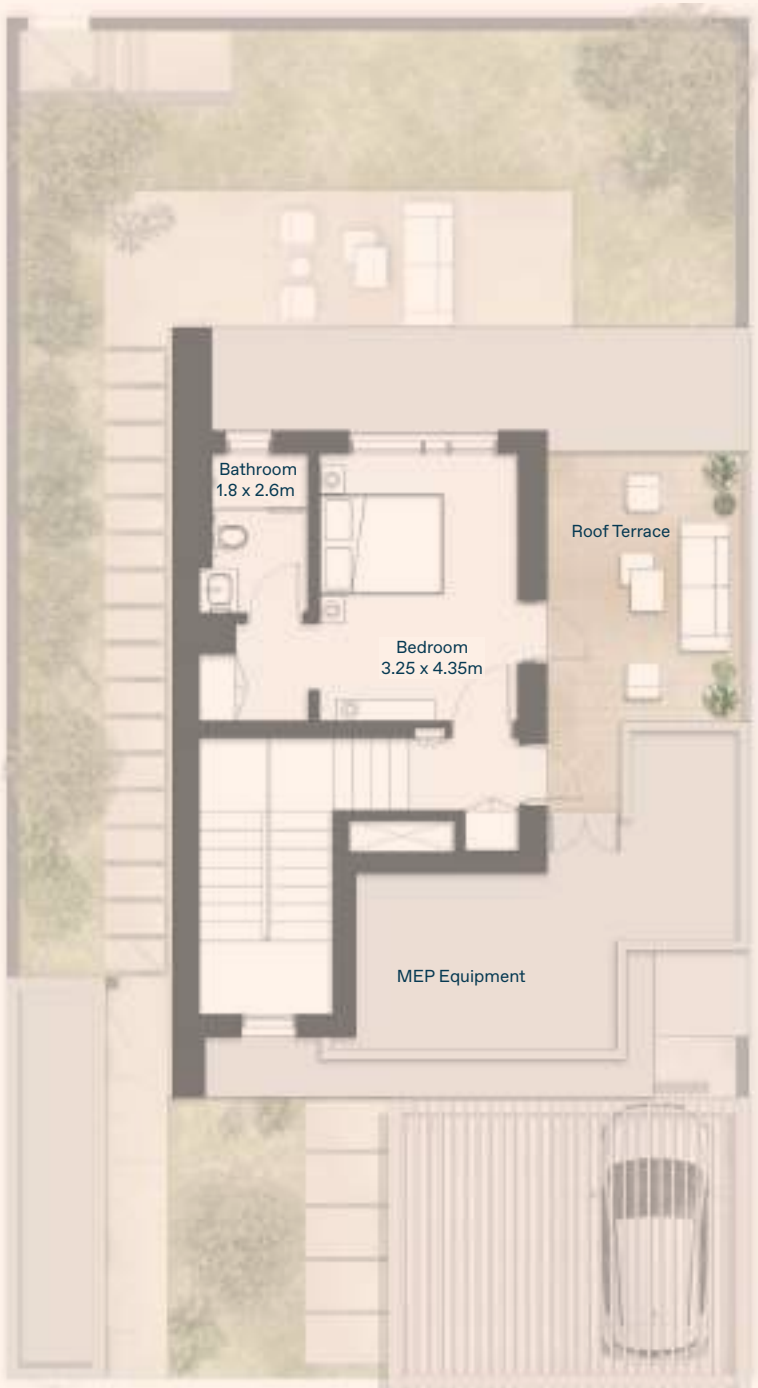 Bathroom
1.8 x 2.6m
Roof Terrace
Bedroom
3.25 x 4.35m
MEP Equipment